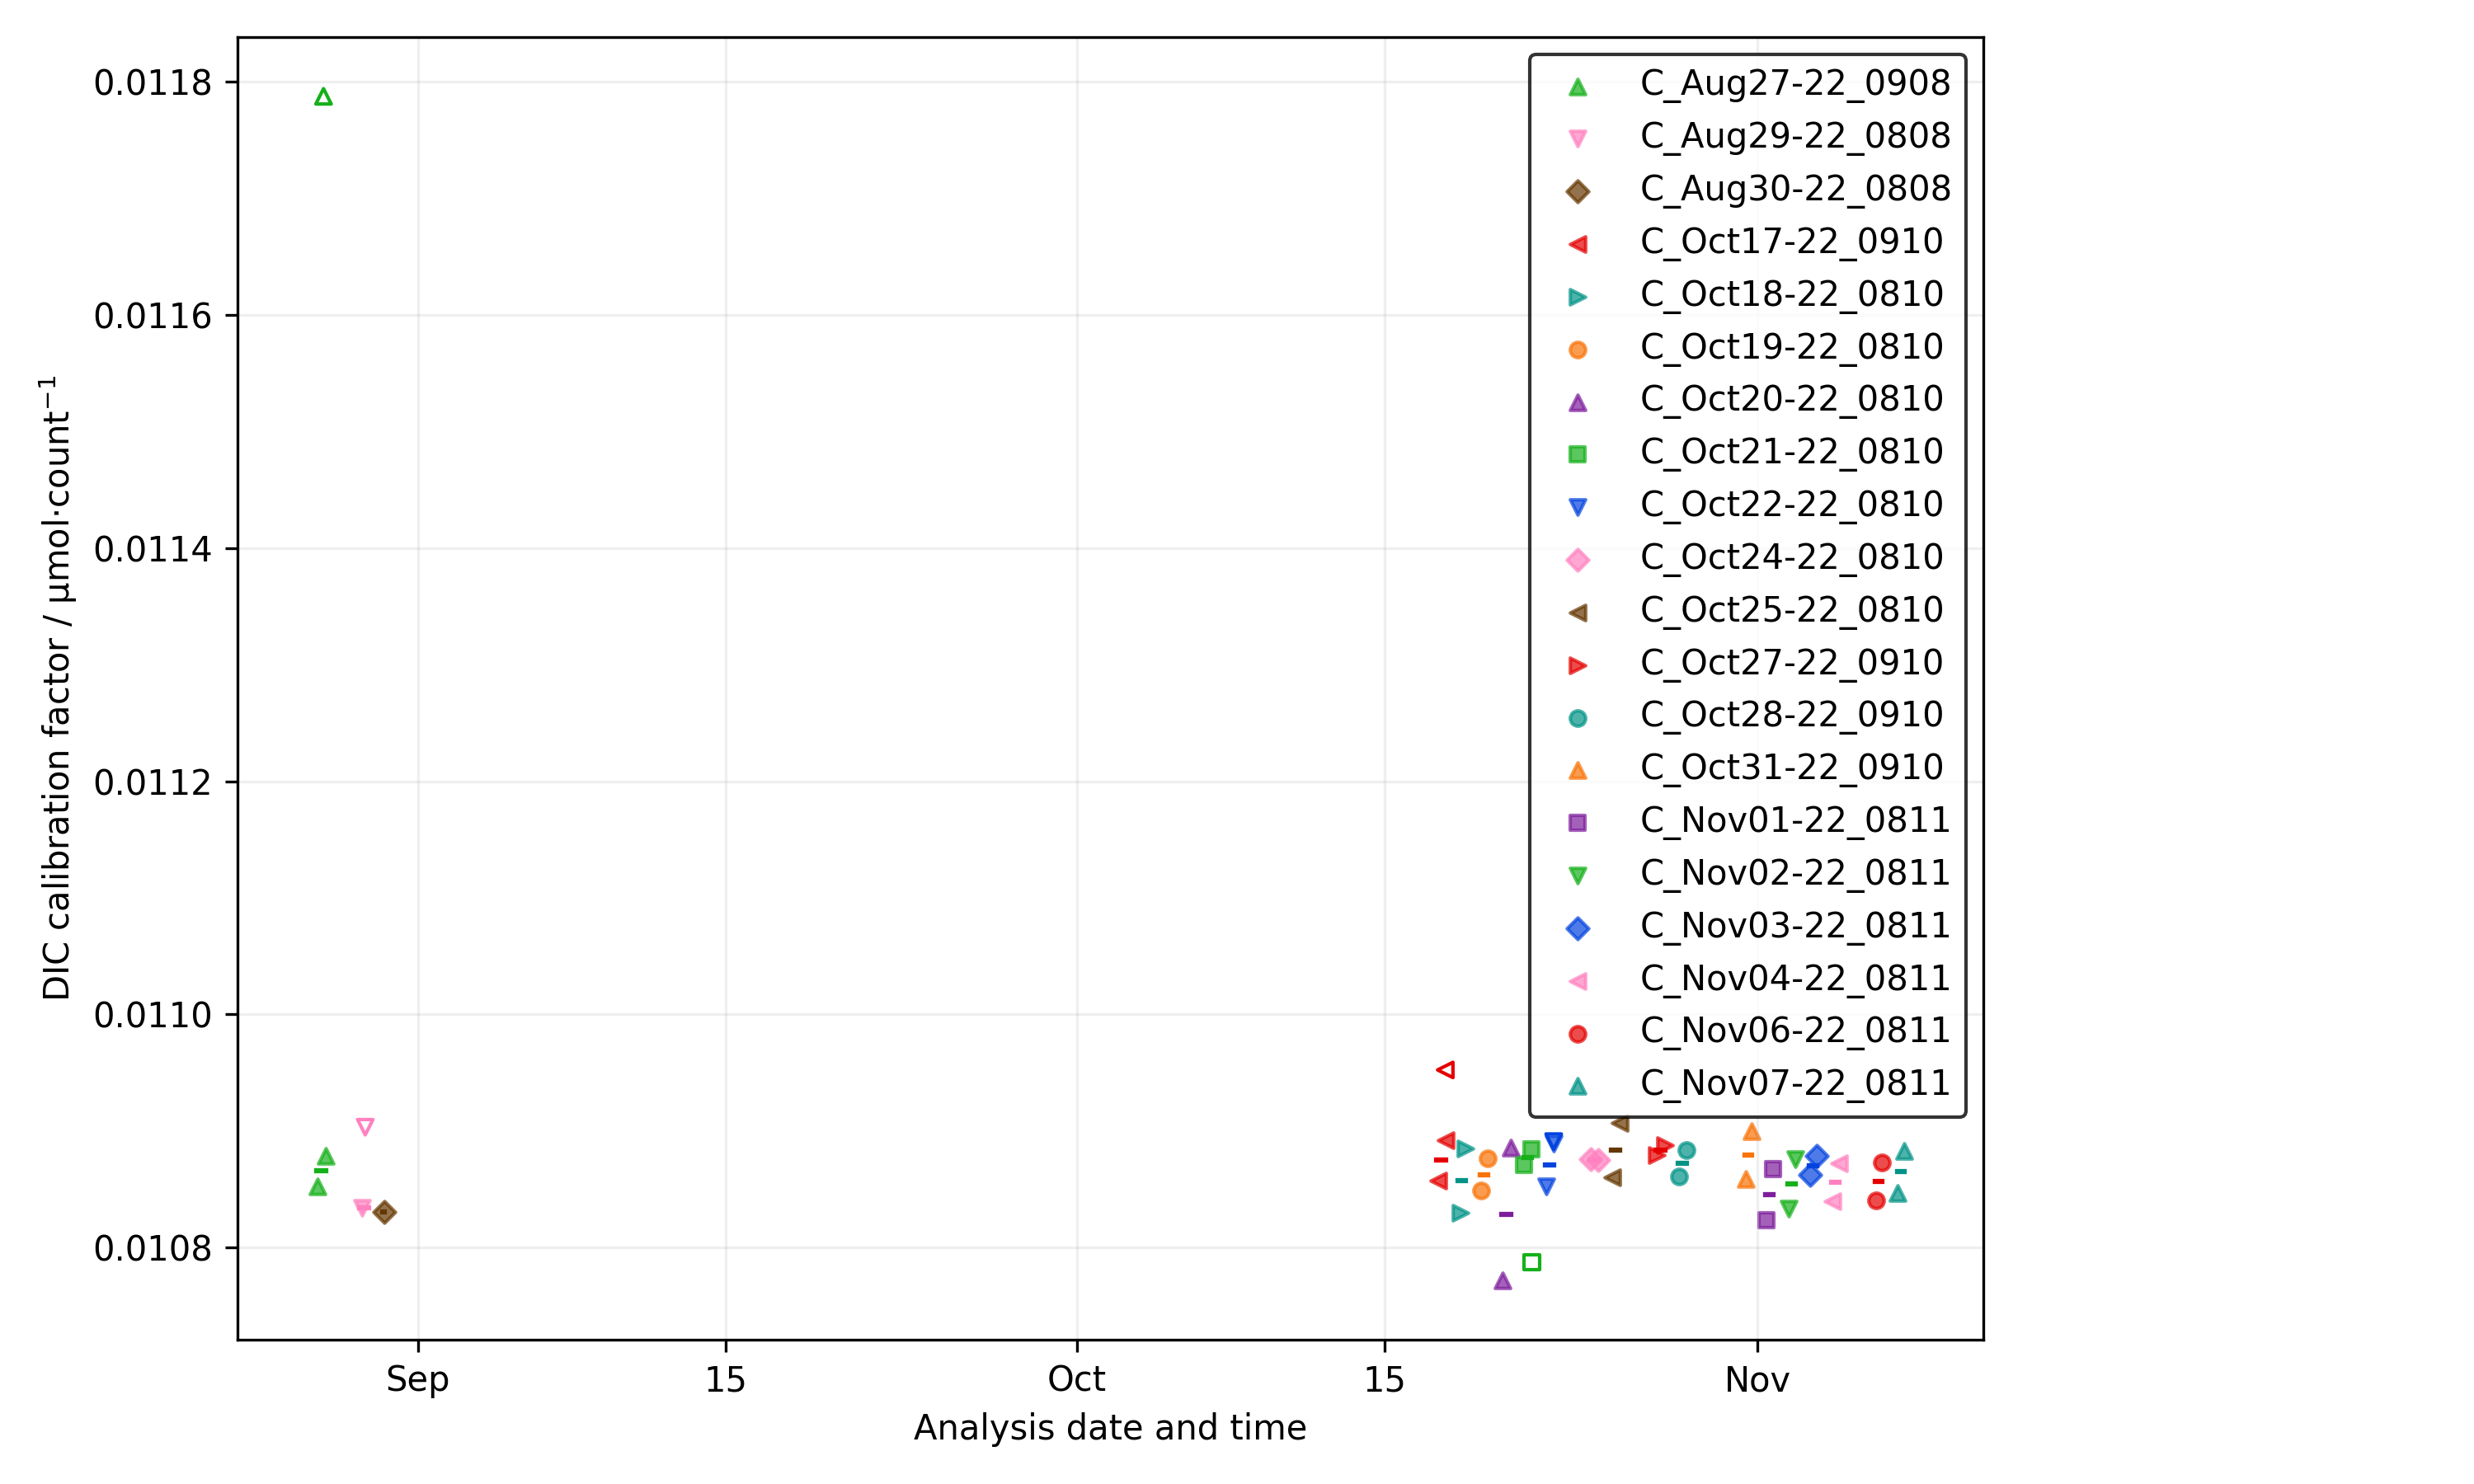 0.0118
0.0116
0.0114
0.0112
0.0110
0.0108
DIC calibration factor / μmol·count⁻¹
Sep
15
Oct
15
Nov
Analysis date and time
C_Aug27-22_0908
C_Aug29-22_0808
C_Aug30-22_0808
C_Oct17-22_0910
C_Oct18-22_0810
C_Oct19-22_0810
C_Oct20-22_0810
C_Oct21-22_0810
C_Oct22-22_0810
C_Oct24-22_0810
C_Oct25-22_0810
C_Oct27-22_0910
C_Oct28-22_0910
C_Oct31-22_0910
C_Nov01-22_0811
C_Nov02-22_0811
C_Nov03-22_0811
C_Nov04-22_0811
C_Nov06-22_0811
C_Nov07-22_0811